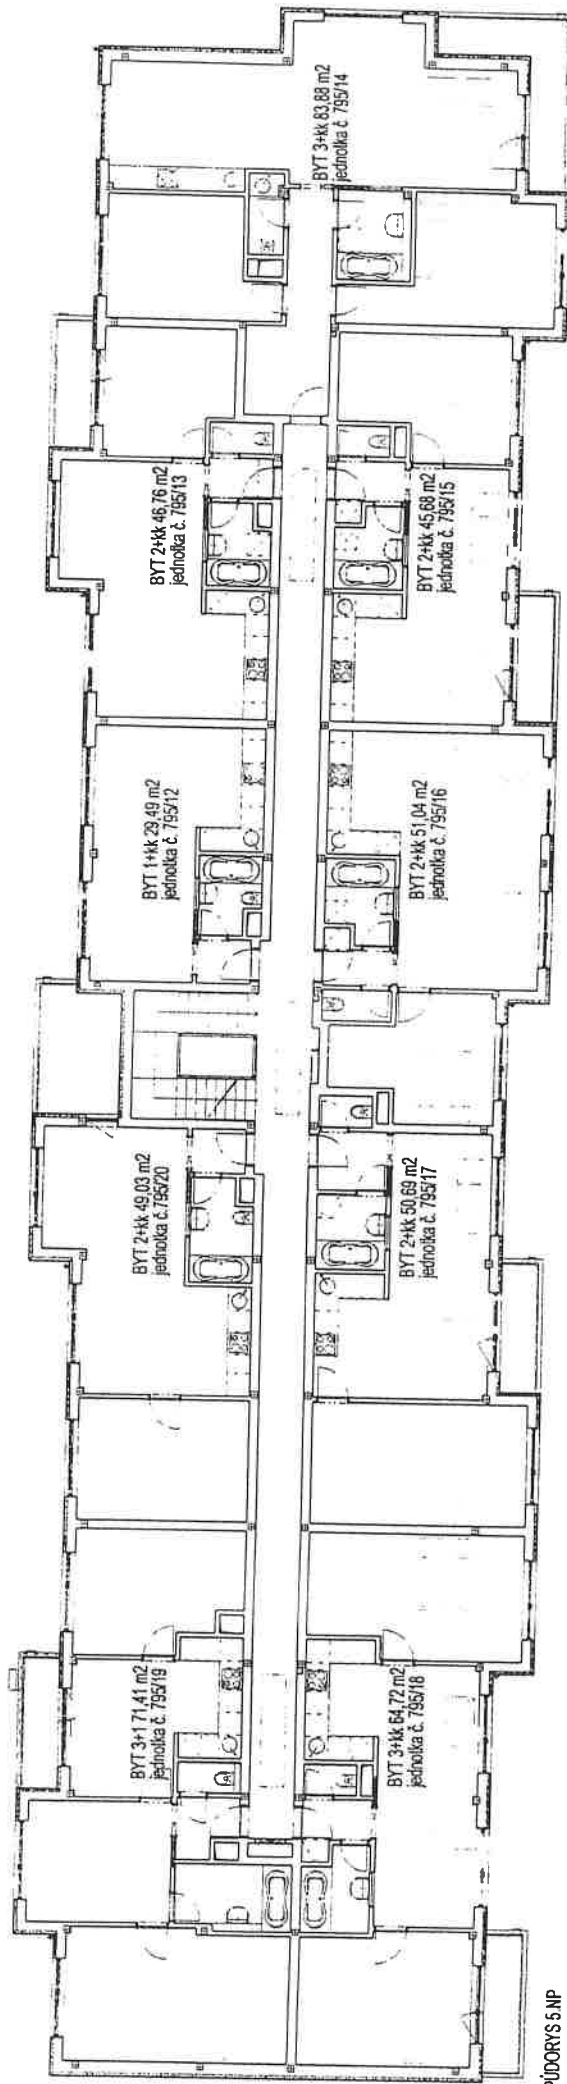 BYT 3+kk 83,88 m2
jednotka č. 795/14
BYT 2+kk 46,76 m2
jednotka č. 795/13
BYT 2+kk 45,68 m2
jednotka č. 795/15
BYT 1+kk 29,49 m2
jednotka č. 795/12
BYT 2+kk 51,04 m2
jednotka č. 795/16
BYT 2+kk 49,03 m2
jednotka č.795/20
BYT 2+kk 50,69 m2
jednotka č. 795/17
BYT 3+1 71,41 m2
jednotka č. 795/19
BYT 3+kk 64,72 m2
jednotka č. 795/18
PŮDORYS 5.NP